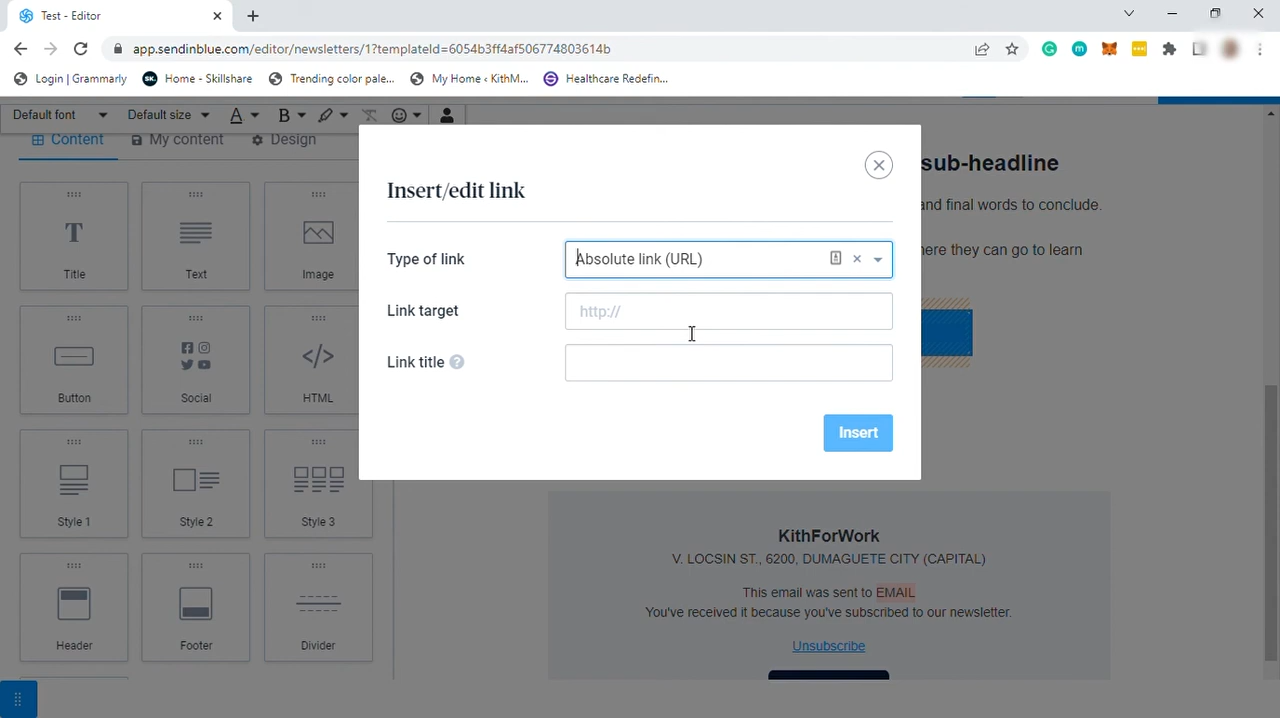 Test - Editor
app.sendinblue.com/editor/newsletters/1?templateId=6054b3ff4af506774803614b
Login | Grammarly
Home - Skillshare
Trending color pale...
My Home ‹ KithM...
Healthcare Redefin...
Default font
Default size
A
B
Content
My content
Design
Title
Text
Image
Button
Social
HTML
Style 1
Style 2
Style 3
Header
Footer
Divider
Insert/edit link
Type of link
Absolute link (URL)
Link target
http://
Link title
Insert
sub-headline
and final words to conclude.
here they can go to learn
KithForWork
V. LOCSIN ST., 6200, DUMAGUETE CITY (CAPITAL)
This email was sent to EMAIL
You've received it because you've subscribed to our newsletter.
Unsubscribe